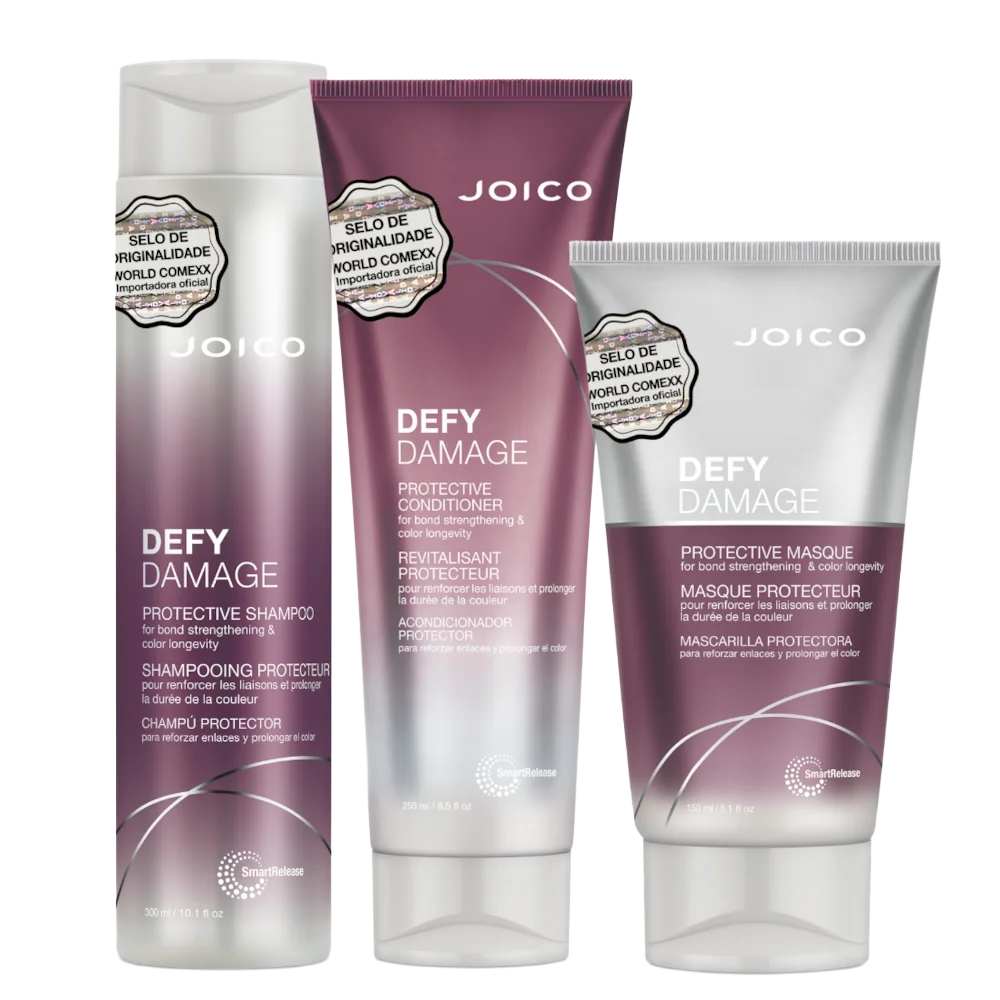 SELO DE
ORIGINALIDADE
WORLD COMEXX
Importadora oficial
JOICO
DEFY
DAMAGE
PROTECTIVE SHAMPOO
for bond strengthening &
color longevity
SHAMPOOING PROTECTEUR
pour renforcer les liaisons et prolonger
la durée de la couleur
CHAMPÚ PROTECTOR
para reforzar enlaces y prolongar el color
SmartRelease
300 ml / 10.1 fl oz
JOICO
SELO DE
ORIGINALIDADE
WORLD COMEXX
Importadora oficial
DEFY
DAMAGE
PROTECTIVE
CONDITIONER
for bond strengthening &
color longevity
REVITALISANT
PROTECTEUR
pour renforcer les liaisons et prolonger
la durée de la couleur
ACONDICIONADOR
PROTECTOR
para reforzar enlaces y prolongar el color
SmartRelease
250 ml / 8.5 fl oz
JOICO
SELO DE
ORIGINALIDADE
WORLD COMEXX
Importadora oficial
DEFY
DAMAGE
PROTECTIVE MASQUE
for bond strengthening & color longevity
MASQUE PROTECTEUR
pour renforcer les liaisons et prolonger
la durée de la couleur
MASCARILLA PROTECTORA
para reforzar enlaces y prolongar el color
SmartRelease
150 ml / 5.1 fl oz